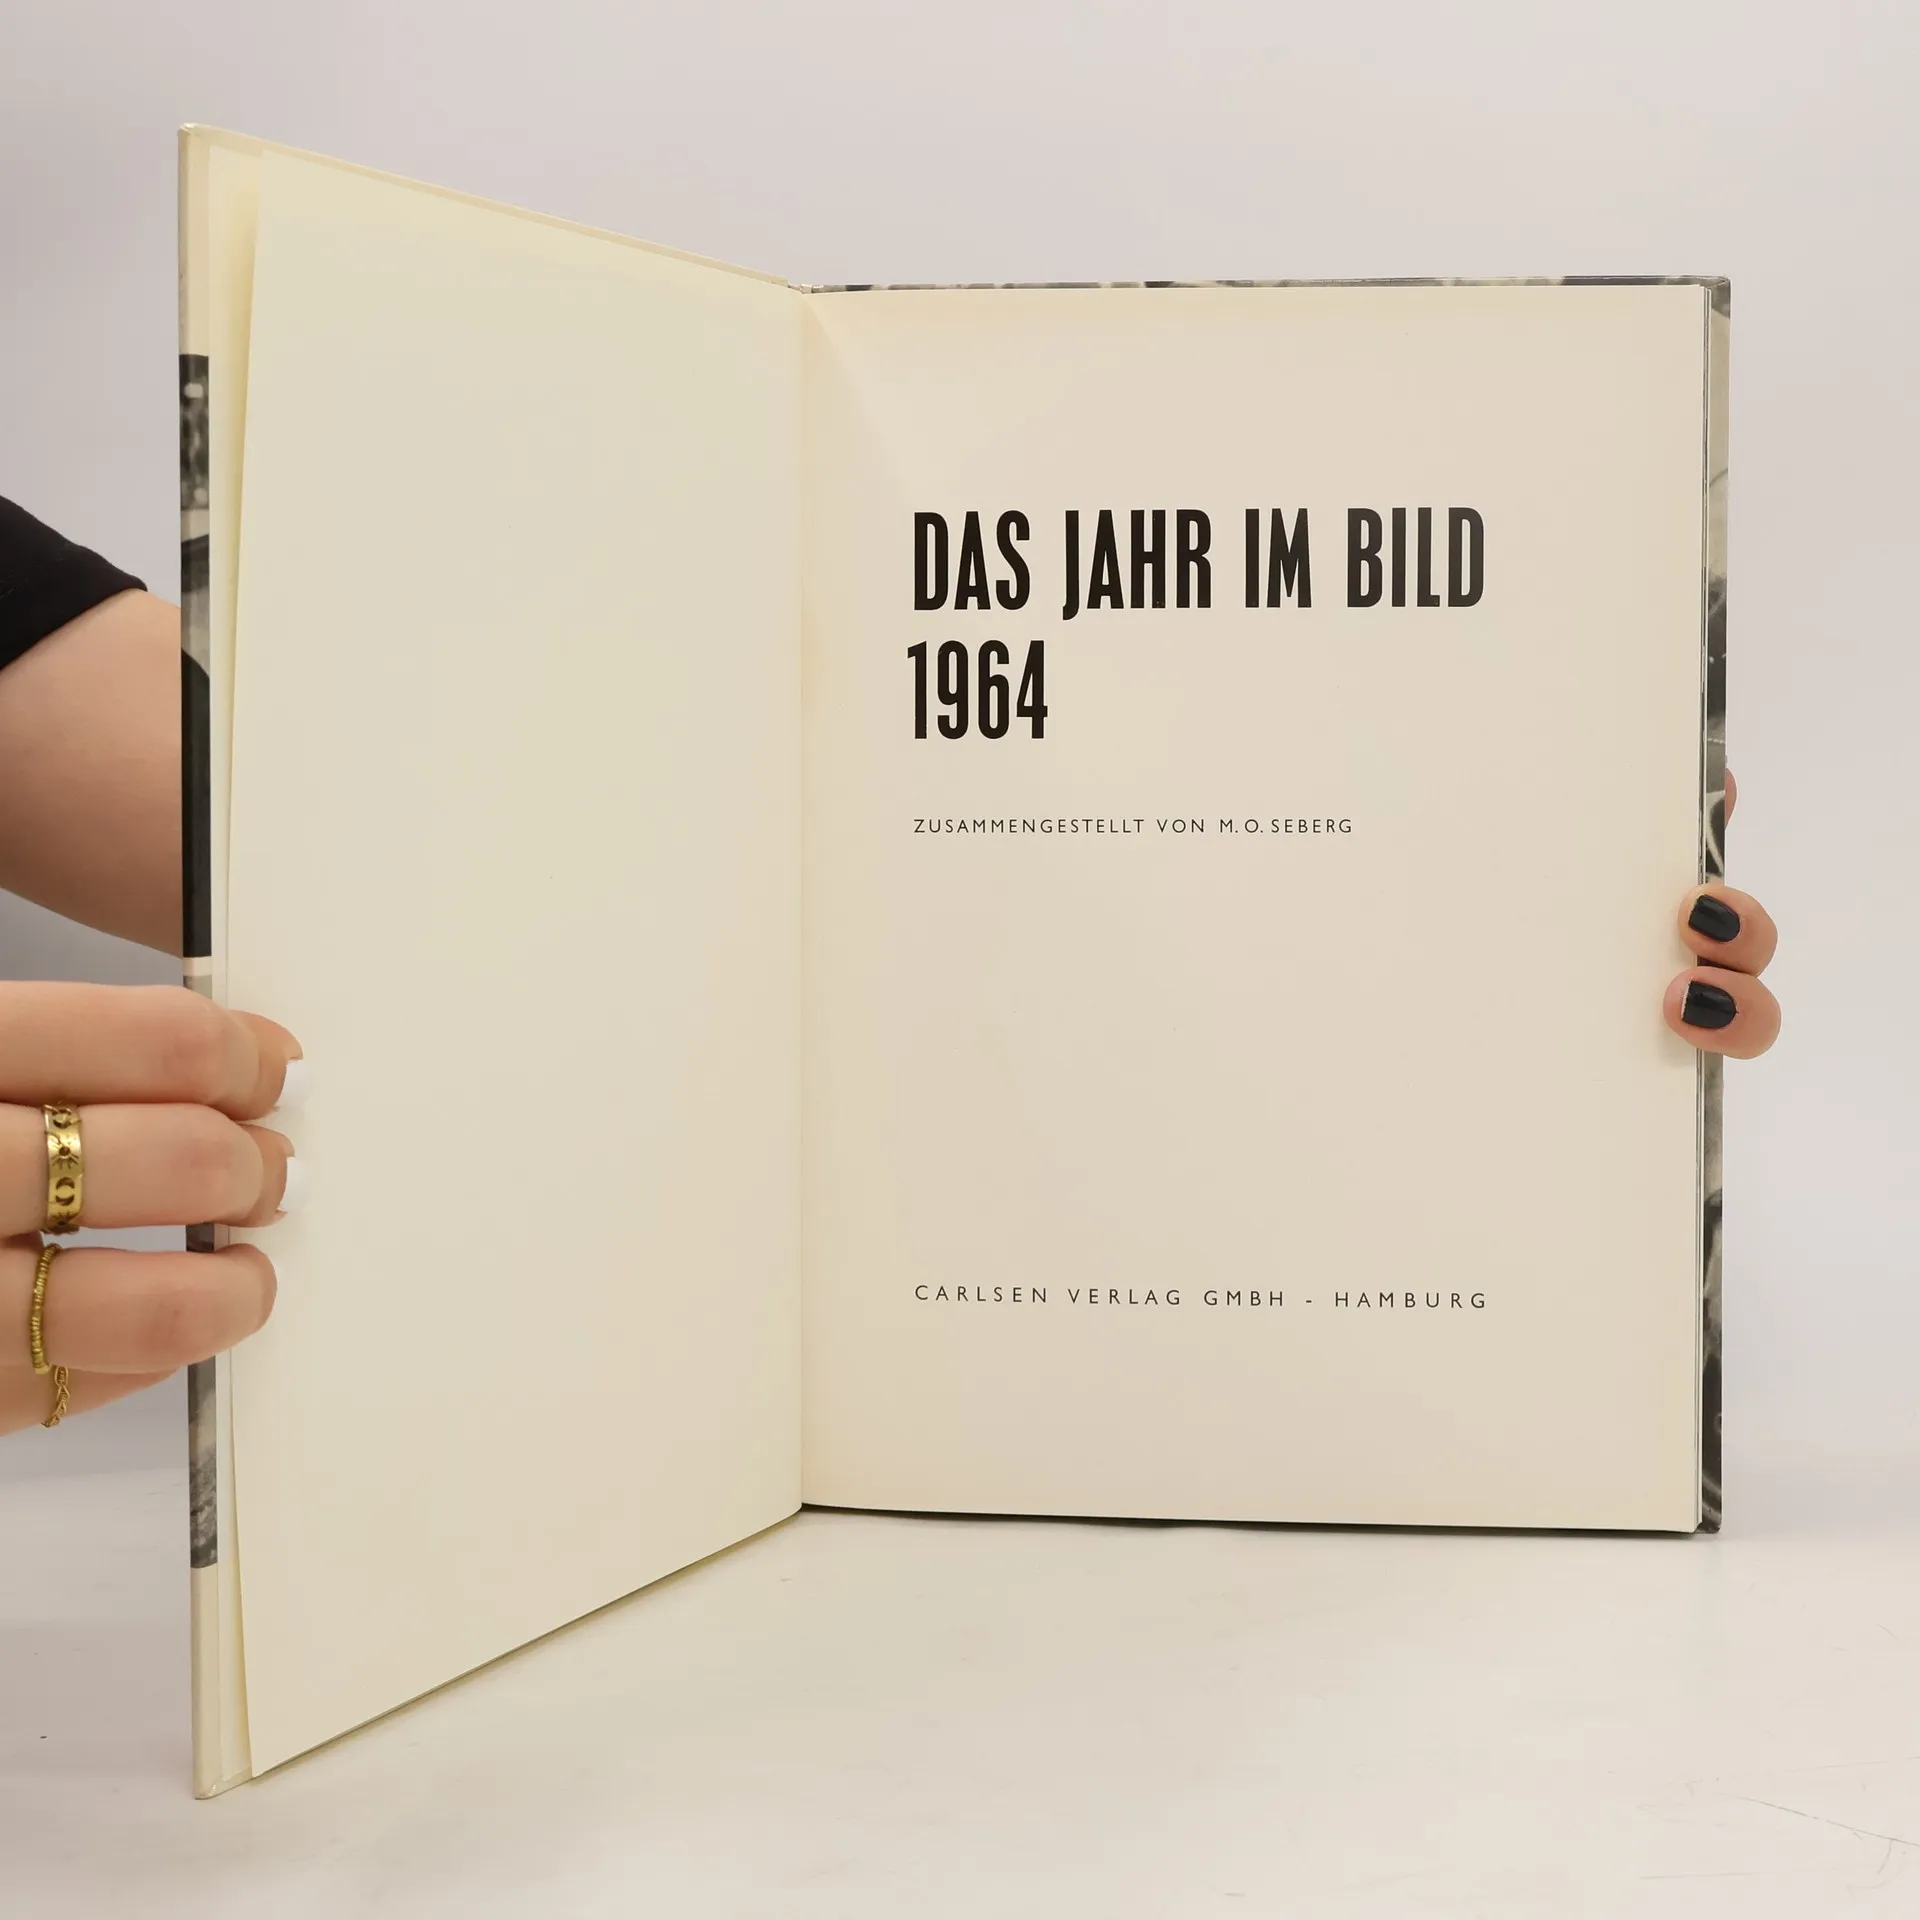 DAS JAHR IM BILD
1964
ZUSAMMENGESTELLT VON M. O. SEBERG
CARLSEN VERLAG GMBH - HAMBURG